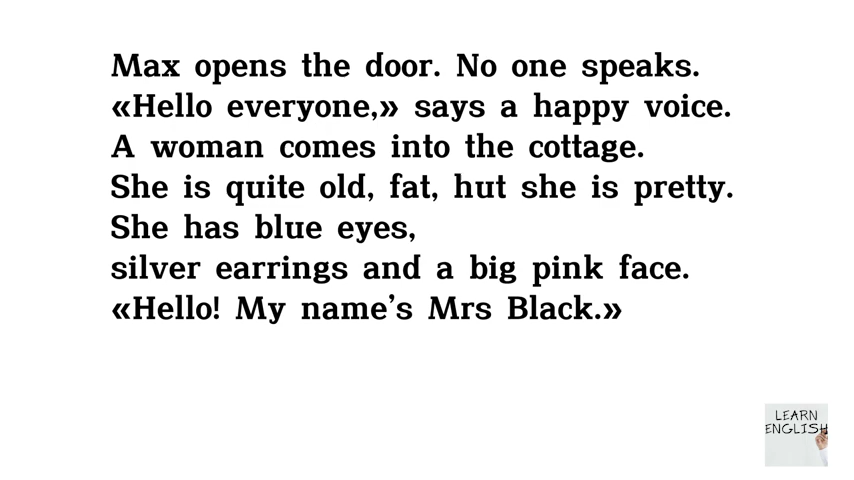 Max opens the door. No one speaks.
«Hello everyone,» says a happy voice.
A woman comes into the cottage.
She is quite old, fat, hut she is pretty.
She has blue eyes,
silver earrings and a big pink face.
«Hello! My name’s Mrs Black.»
LEARN
ENGLISH